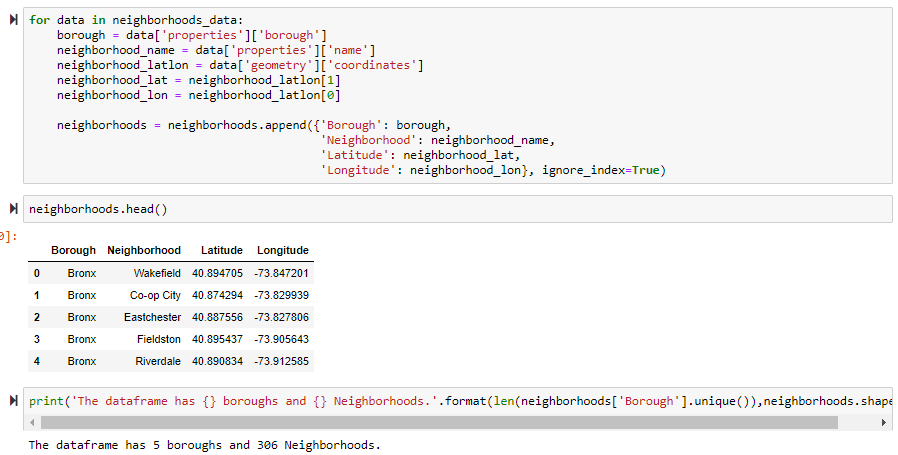 for data in neighborhoods_data:
    borough = data['properties']['borough']
    neighborhood_name = data['properties']['name']
    neighborhood_latlon = data['geometry']['coordinates']
    neighborhood_lat = neighborhood_latlon[1]
    neighborhood_lon = neighborhood_latlon[0]
    neighborhoods = neighborhoods.append({'Borough': borough,
                                          'Neighborhood': neighborhood_name,
                                          'Latitude': neighborhood_lat,
                                          'Longitude': neighborhood_lon}, ignore_index=True)
neighborhoods.head()
]:
Borough Neighborhood Latitude Longitude
0 Bronx Wakefield 40.894705 -73.847201
1 Bronx Co-op City 40.874294 -73.829939
2 Bronx Eastchester 40.887556 -73.827806
3 Bronx Fieldston 40.895437 -73.905643
4 Bronx Riverdale 40.890834 -73.912585
print('The dataframe has {} boroughs and {} Neighborhoods.'.format(len(neighborhoods['Borough'].unique()),neighborhoods.shape
The dataframe has 5 boroughs and 306 Neighborhoods.